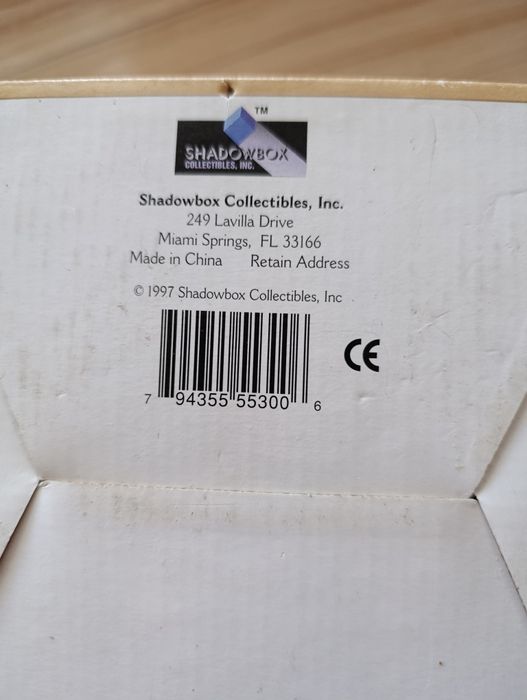 TM
SHADOWBOX
COLLECTIBLES, INC.
Shadowbox Collectibles, Inc.
249 Lavilla Drive
Miami Springs, FL 33166
Made in China Retain Address
© 1997 Shadowbox Collectibles, Inc
CE
7 94355 55300 6